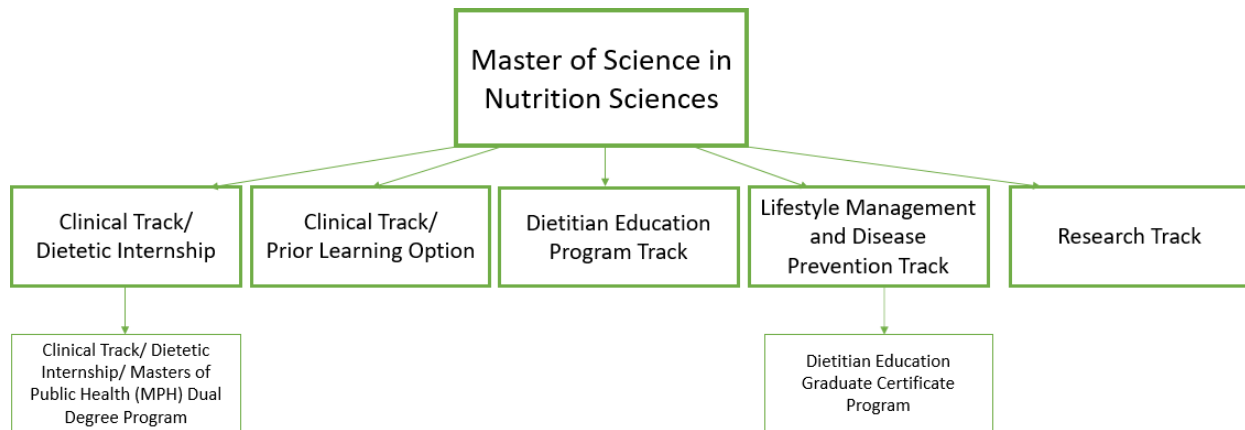 Master of Science in
Nutrition Sciences
Clinical Track/
Dietetic Internship
Clinical Track/
Prior Learning Option
Dietitian Education
Program Track
Lifestyle Management
and Disease
Prevention Track
Research Track
Clinical Track/ Dietetic
Internship/ Masters of
Public Health (MPH) Dual
Degree Program
Dietitian Education
Graduate Certificate
Program